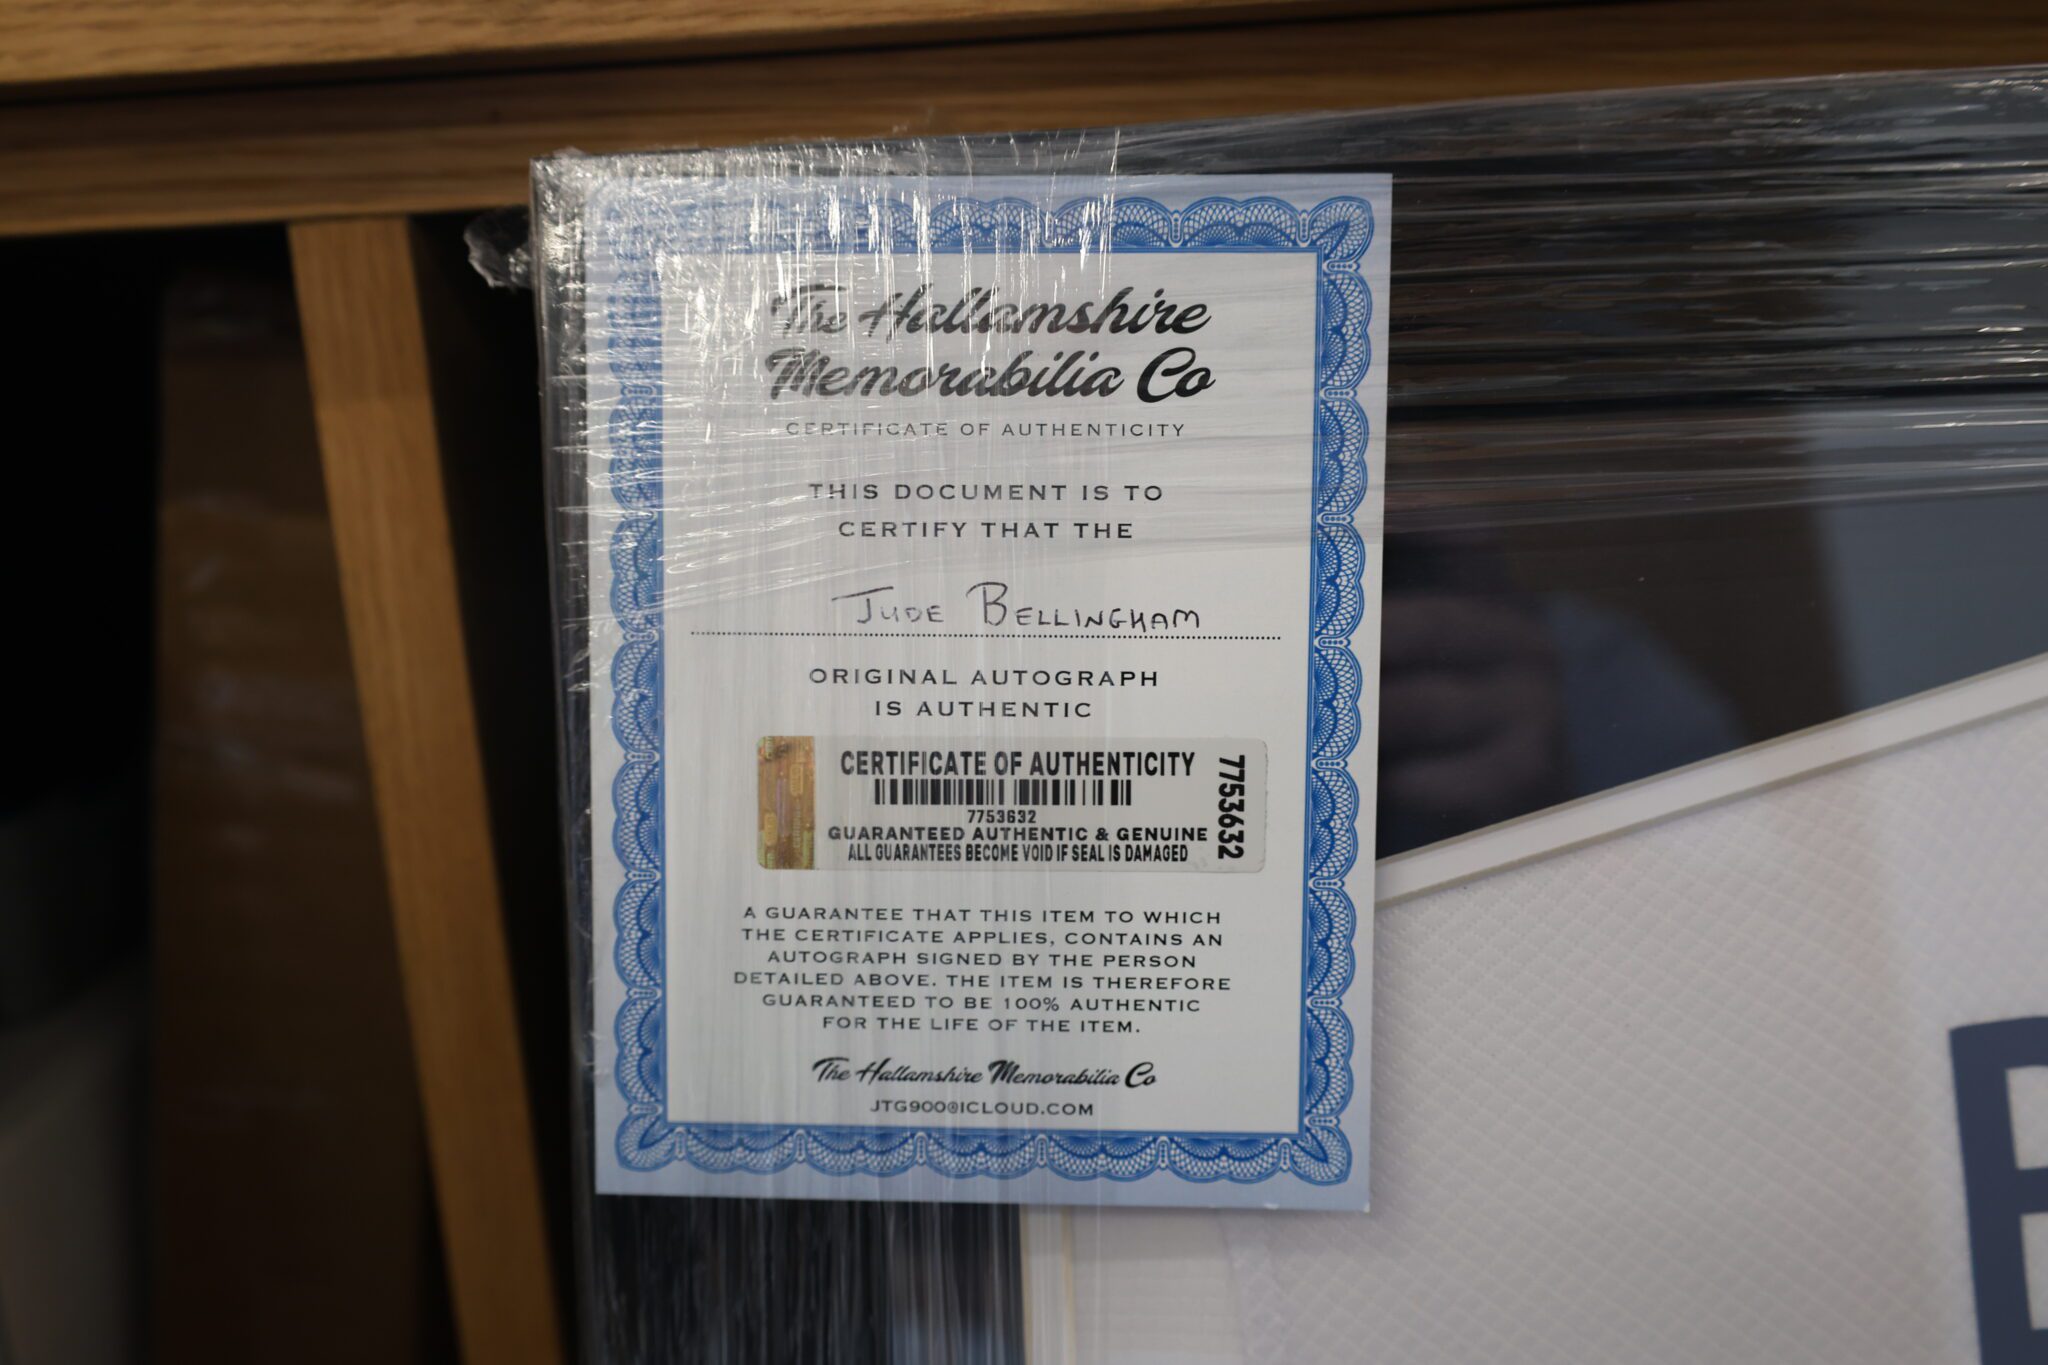 The Hallamshire
Memorabilia Co
CERTIFICATE OF AUTHENTICITY
THIS DOCUMENT IS TO
CERTIFY THAT THE
JUDE BELLINGHAM
ORIGINAL AUTOGRAPH
IS AUTHENTIC
CERTIFICATE OF AUTHENTICITY
7753632
GUARANTEED AUTHENTIC & GENUINE
ALL GUARANTEES BECOME VOID IF SEAL IS DAMAGED
7753632
A GUARANTEE THAT THIS ITEM TO WHICH
THE CERTIFICATE APPLIES, CONTAINS AN
AUTOGRAPH SIGNED BY THE PERSON
DETAILED ABOVE. THE ITEM IS THEREFORE
GUARANTEED TO BE 100% AUTHENTIC
FOR THE LIFE OF THE ITEM.
The Hallamshire Memorabilia Co
JTG900@ICLOUD.COM